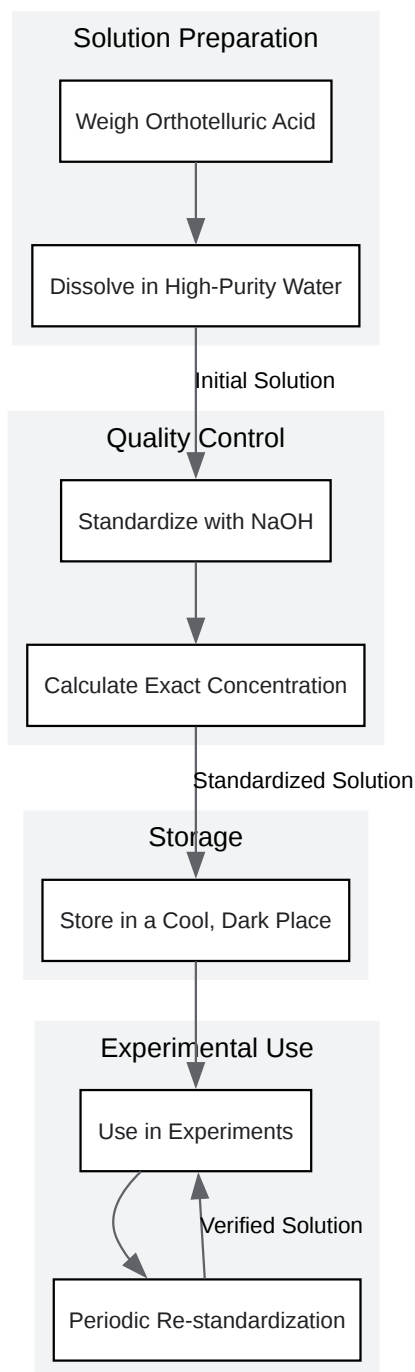 Solution Preparation
Weigh Orthotelluric Acid
Dissolve in High-Purity Water
Initial Solution
Quality Control
Standardize with NaOH
Calculate Exact Concentration
Standardized Solution
Storage
Store in a Cool, Dark Place
Experimental Use
Use in Experiments
Verified Solution
Periodic Re-standardization